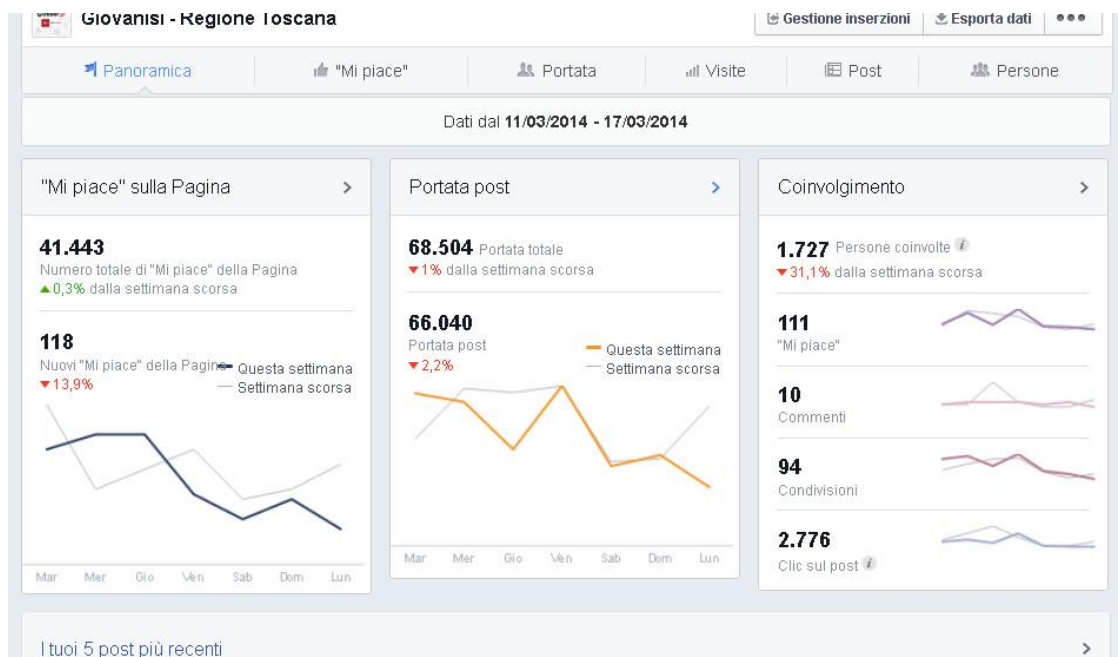 Giovanisì - Regione Toscana
Gestione inserzioni
Esporta dati
Panoramica
"Mi piace"
Portata
Visite
Post
Persone
Dati dal 11/03/2014 - 17/03/2014
"Mi piace" sulla Pagina
41.443
Numero totale di "Mi piace" della Pagina
0,3% dalla settimana scorsa
118
Nuovi "Mi piace" della Pagina
13,9%
Questa settimana
Settimana scorsa
Mar Mer Gio Ven Sab Dom Lun
Portata post
68.504 Portata totale
1% dalla settimana scorsa
66.040
Portata post
2,2%
Questa settimana
Settimana scorsa
Mar Mer Gio Ven Sab Dom Lun
Coinvolgimento
1.727 Persone coinvolte
31,1% dalla settimana scorsa
111
"Mi piace"
10
Commenti
94
Condivisioni
2.776
Clic sul post
I tuoi 5 post più recenti